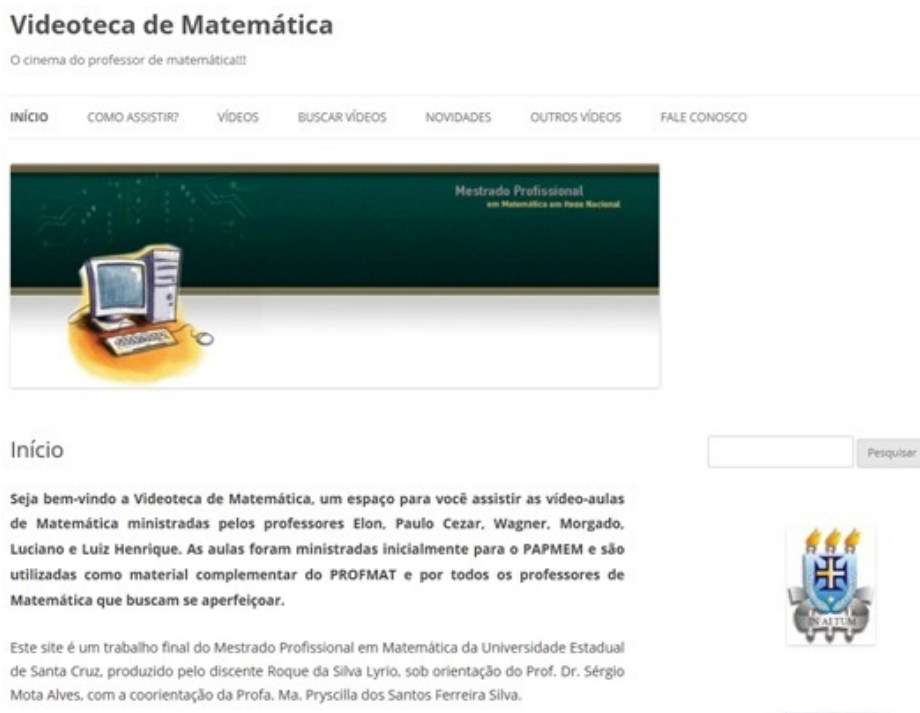 Videoteca de Matemática
O cinema do professor de matemática!!!
INÍCIO COMO ASSISTIR? VÍDEOS BUSCAR VÍDEOS NOVIDADES OUTROS VÍDEOS FALE CONOSCO
Mestrado Profissional
em Matemática em Rede Nacional
Início
Pesquisar
Seja bem-vindo a Videoteca de Matemática, um espaço para você assistir as vídeo-aulas
de Matemática ministradas pelos professores Elon, Paulo Cezar, Wagner, Morgado,
Luciano e Luiz Henrique. As aulas foram ministradas inicialmente para o PAPMEM e são
utilizadas como material complementar do PROFMAT e por todos os professores de
Matemática que buscam se aperfeiçoar.
IN ALTUM
Este site é um trabalho final do Mestrado Profissional em Matemática da Universidade Estadual
de Santa Cruz, produzido pelo discente Roque da Silva Lyrio, sob orientação do Prof. Dr. Sérgio
Mota Alves, com a coorientação da Profa. Ma. Pryscilla dos Santos Ferreira Silva.